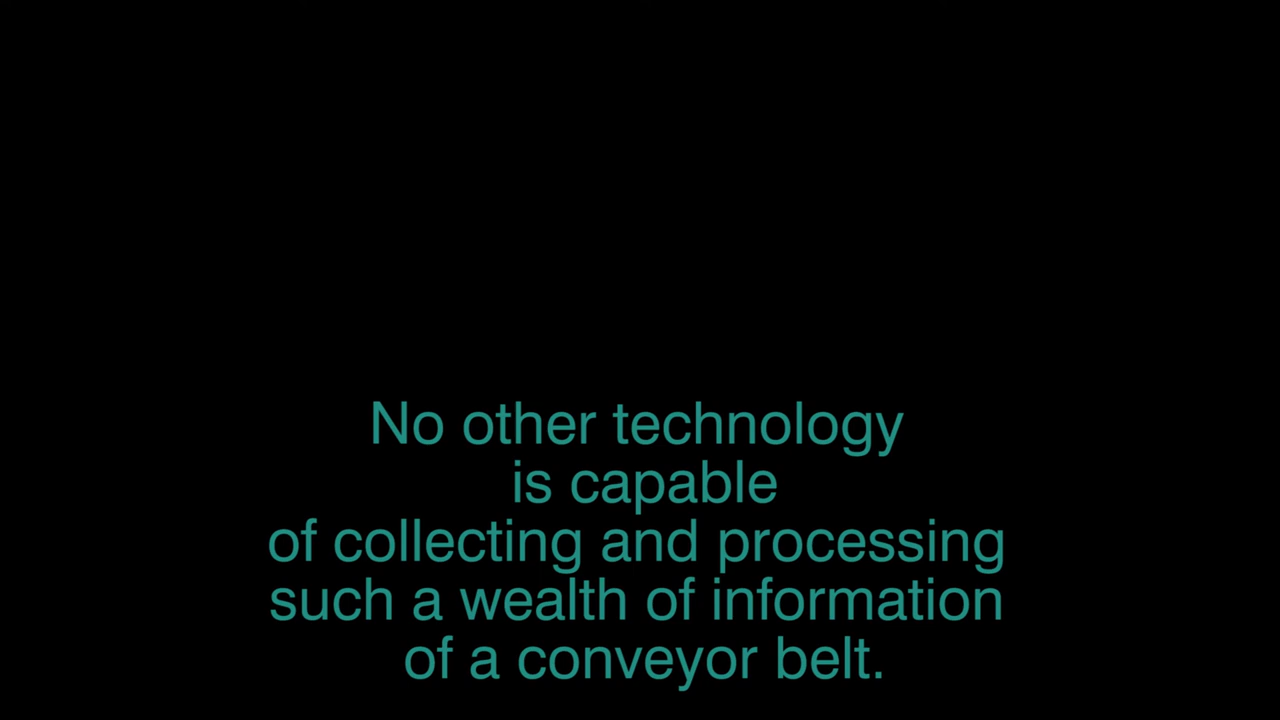 No other technology
is capable
of collecting and processing
such a wealth of information
of a conveyor belt.